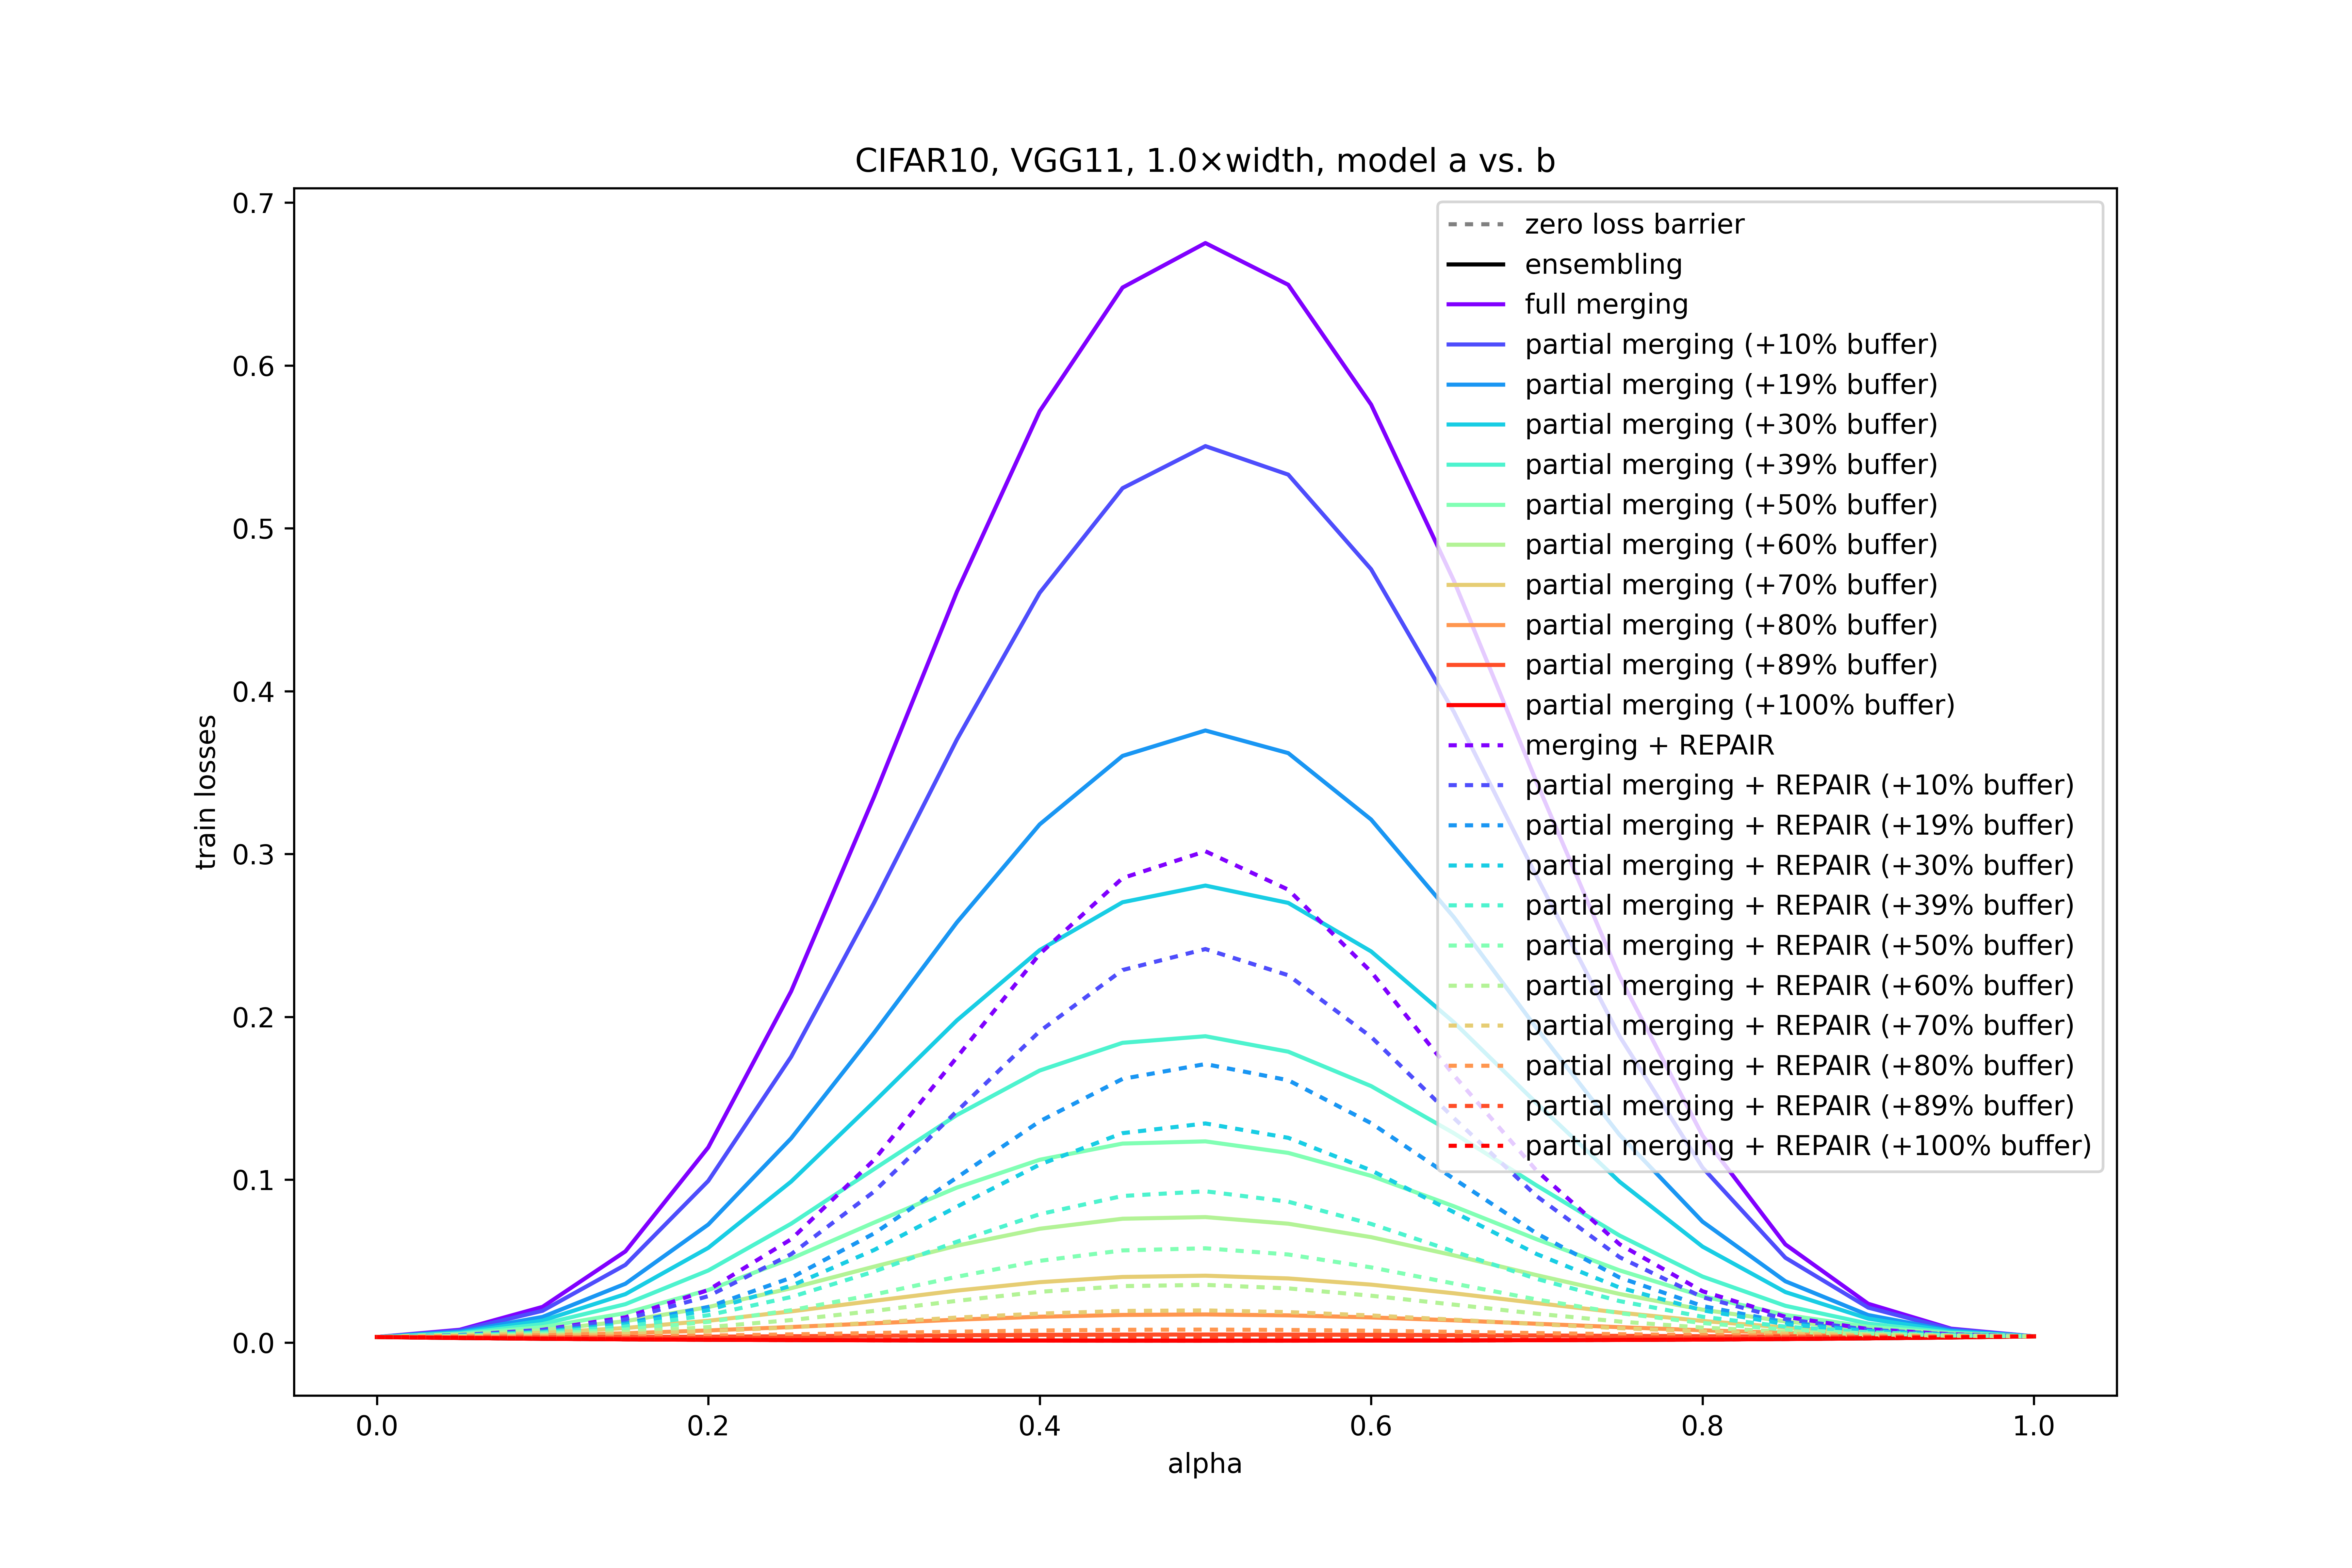 CIFAR10, VGG11, 1.0×width, model a vs. b
0.7
0.6
0.5
0.4
0.3
0.2
0.1
0.0
train losses
zero loss barrier
ensembling
full merging
partial merging (+10% buffer)
partial merging (+19% buffer)
partial merging (+30% buffer)
partial merging (+39% buffer)
partial merging (+50% buffer)
partial merging (+60% buffer)
partial merging (+70% buffer)
partial merging (+80% buffer)
partial merging (+89% buffer)
partial merging (+100% buffer)
merging + REPAIR
partial merging + REPAIR (+10% buffer)
partial merging + REPAIR (+19% buffer)
partial merging + REPAIR (+30% buffer)
partial merging + REPAIR (+39% buffer)
partial merging + REPAIR (+50% buffer)
partial merging + REPAIR (+60% buffer)
partial merging + REPAIR (+70% buffer)
partial merging + REPAIR (+80% buffer)
partial merging + REPAIR (+89% buffer)
partial merging + REPAIR (+100% buffer)
0.0 0.2 0.4 0.6 0.8 1.0
alpha